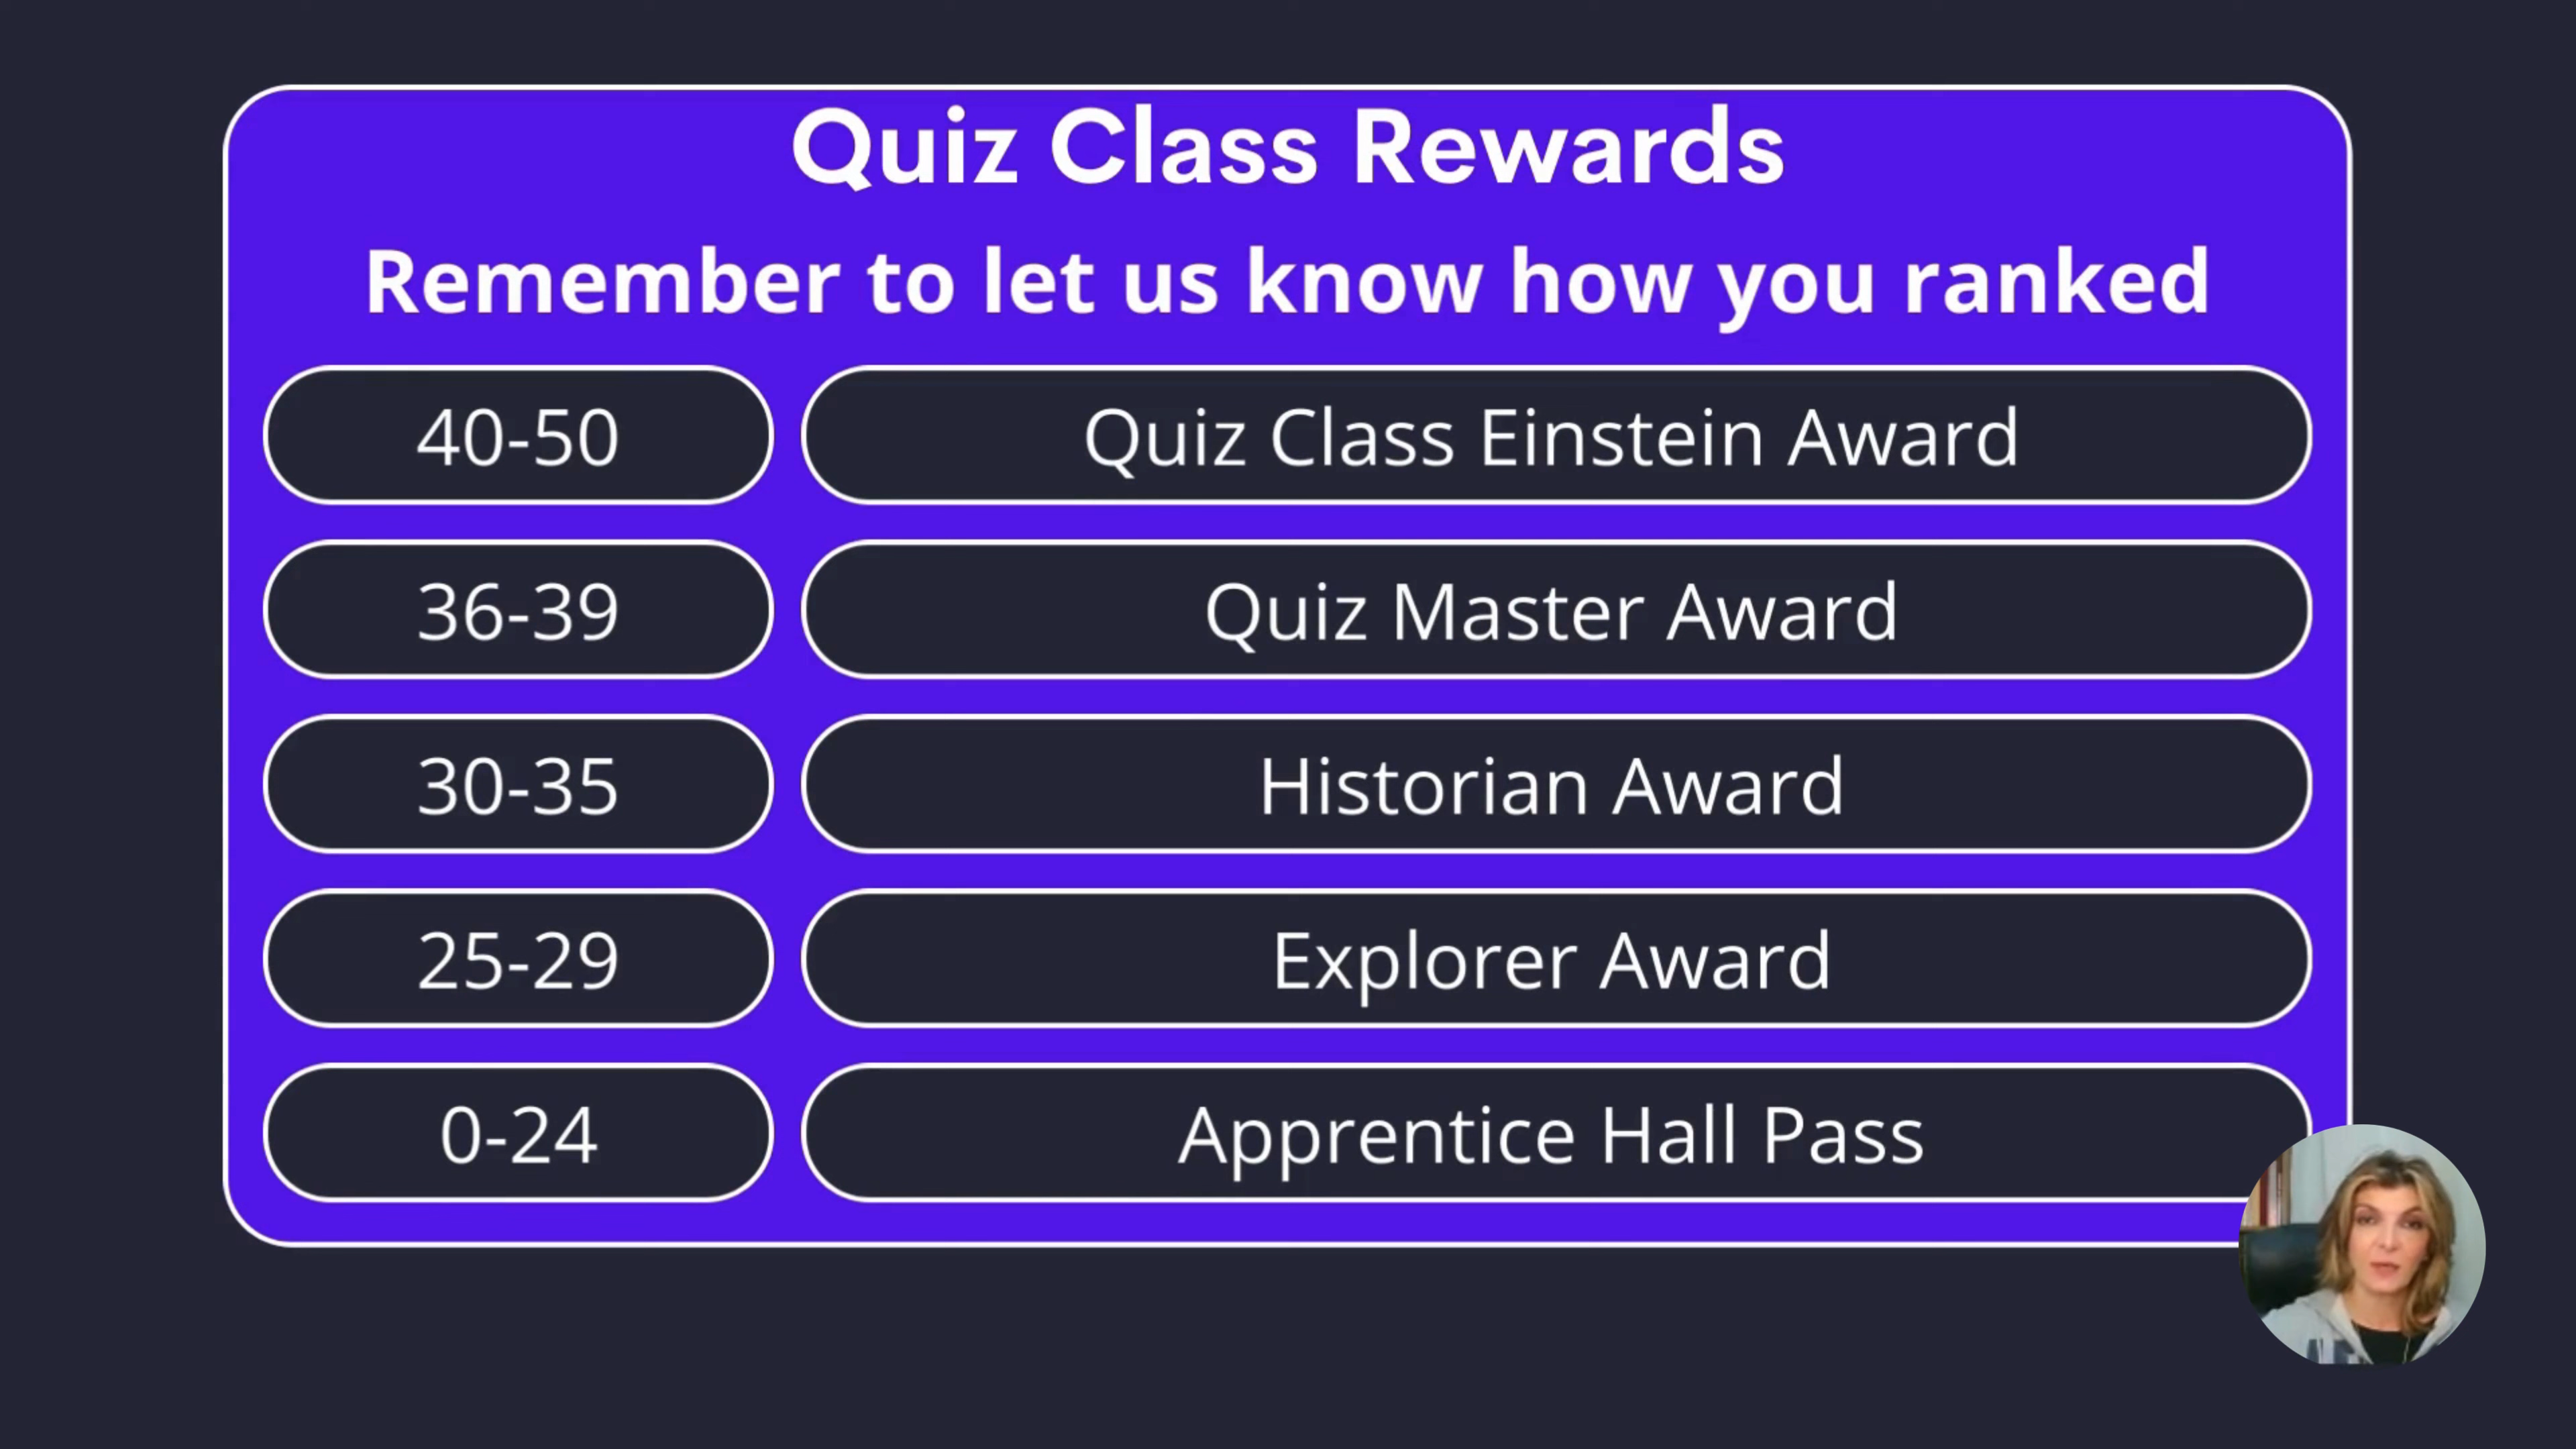 Quiz Class Rewards
Remember to let us know how you ranked
40-50 Quiz Class Einstein Award
36-39 Quiz Master Award
30-35 Historian Award
25-29 Explorer Award
0-24 Apprentice Hall Pass